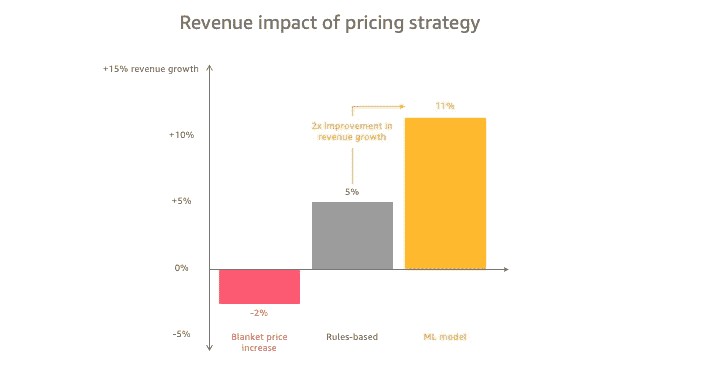 Revenue impact of pricing strategy
+15% revenue growth
11%
2x improvement in
revenue growth
+10%
5%
+5%
0%
-2%
-5%
Blanket price
increase
Rules-based
ML model